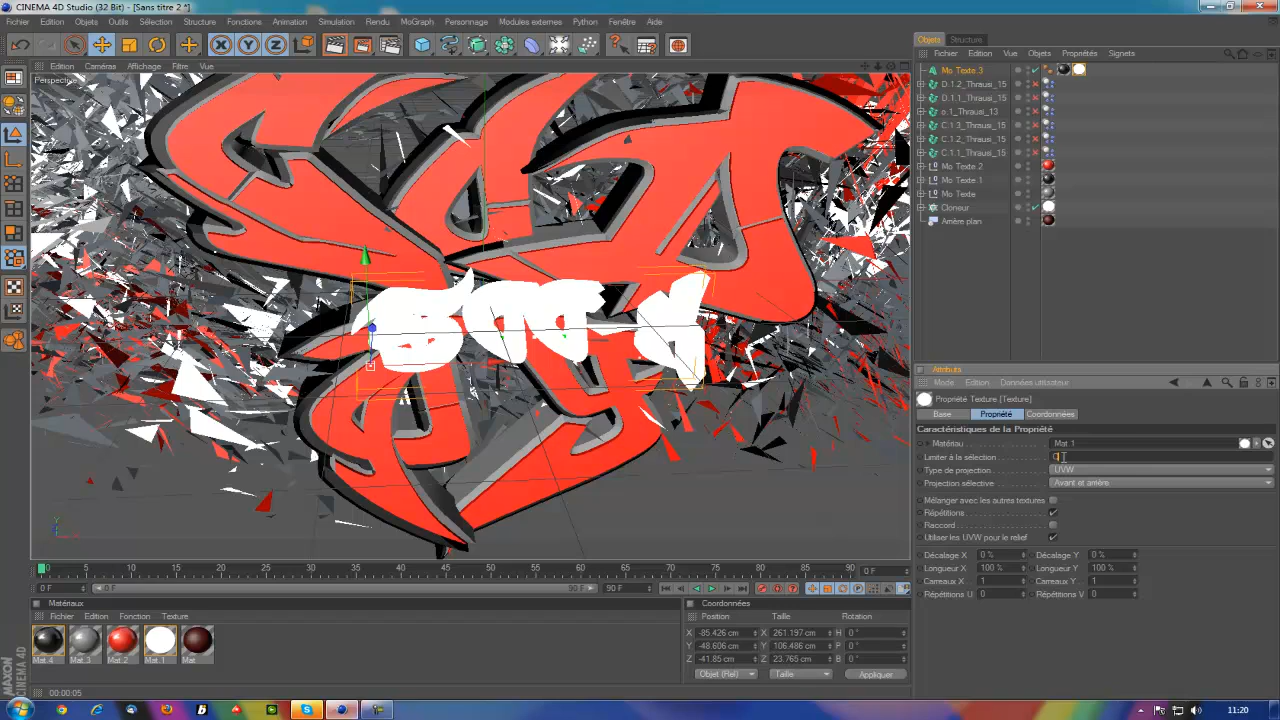 CINEMA 4D Studio (32 Bit) - [Sans titre 2 *]
Fichier Edition Objets Outils Sélection Structure Fonctions Animation Simulation Rendu MoGraph Personnage Modules externes Python Fenêtre Aide
X Y Z
Edition Caméras Affichage Filtre Vue
Perspective
Objets Structure
Fichier Edition Vue Objets Propriétés Signets
Mo Texte.3
D.1.2_Thrausi_15
D.1.1_Thrausi_15
o.1_Thrausi_13
C.1.3_Thrausi_15
C.1.2_Thrausi_15
C.1.1_Thrausi_15
Mo Texte.2
Mo Texte.1
Mo Texte
Cloneur
Arrière plan
Attributs
Mode Edition Données utilisateur
Propriété Texture [Texture]
Base Propriété Coordonnées
Caractéristiques de la Propriété
Matériau Mat 1
Limiter à la sélection
Type de projection UVW
Projection sélective Avant et arrière
Mélanger avec les autres textures
Répétitions
Raccord
Utiliser les UVW pour le relief
Décalage X 0 % Décalage Y 0 %
Longueur X 100 % Longueur Y 100 %
Carreaux X 1 Carreaux Y 1
Répétitions U 0 Répétitions V 0
0 5 10 15 20 25 30 35 40 45 50 55 60 65 70 75 80 85 90 0 F
0 F 0 F 90 F 90 F
Matériaux
Fichier Edition Fonction Texture
Mat.4 Mat.3 Mat.2 Mat.1 Mat
Coordonnées
Position Taille Rotation
X -85.426 cm X 261.197 cm H 0 °
Y -48.606 cm Y 106.486 cm P 0 °
Z -41.85 cm Z 23.765 cm B 0 °
Objet (Rel) Taille Appliquer
MAXON CINEMA 4D
00:00:05
11:20